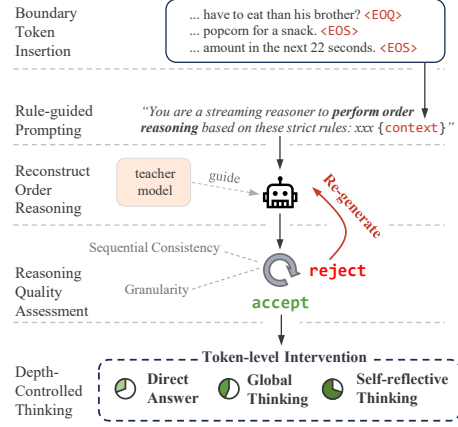 Boundary
Token
Insertion
... have to eat than his brother? <EOQ>
... popcorn for a snack. <EOS>
... amount in the next 22 seconds. <EOS>
Rule-guided
Prompting
“You are a streaming reasoner to perform order
reasoning based on these strict rules: xxx {context}”
Reconstruct
Order
Reasoning
teacher
model
guide
Re-generate
Reasoning
Quality
Assessment
Sequential Consistency
Granularity
reject
accept
Depth-
Controlled
Thinking
Token-level Intervention
Direct
Answer
Global
Thinking
Self-reflective
Thinking